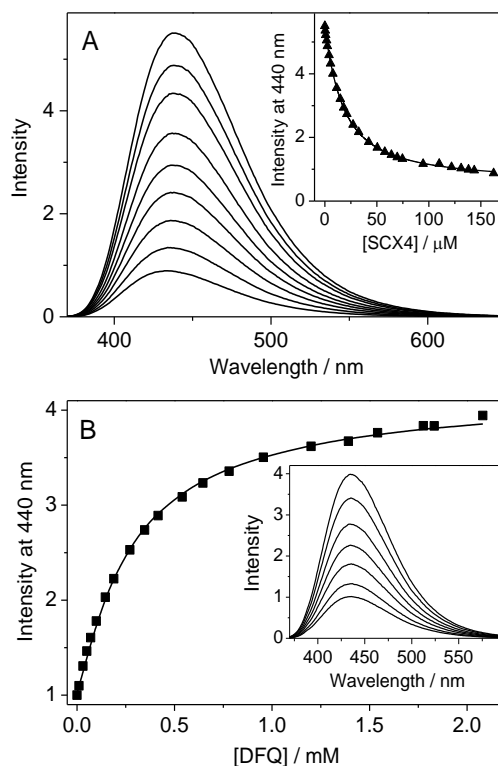 A
Intensity
4
2
0
400 500 600
Wavelength / nm
Intensity at 440 nm
6
4
2
0
0 50 100 150
[SCX4] / μM
B
Intensity at 440 nm
4
3
2
1
0.0 0.5 1.0 1.5 2.0
[DFQ] / mM
Intensity
4
3
2
1
0
400 450 500 550
Wavelength / nm